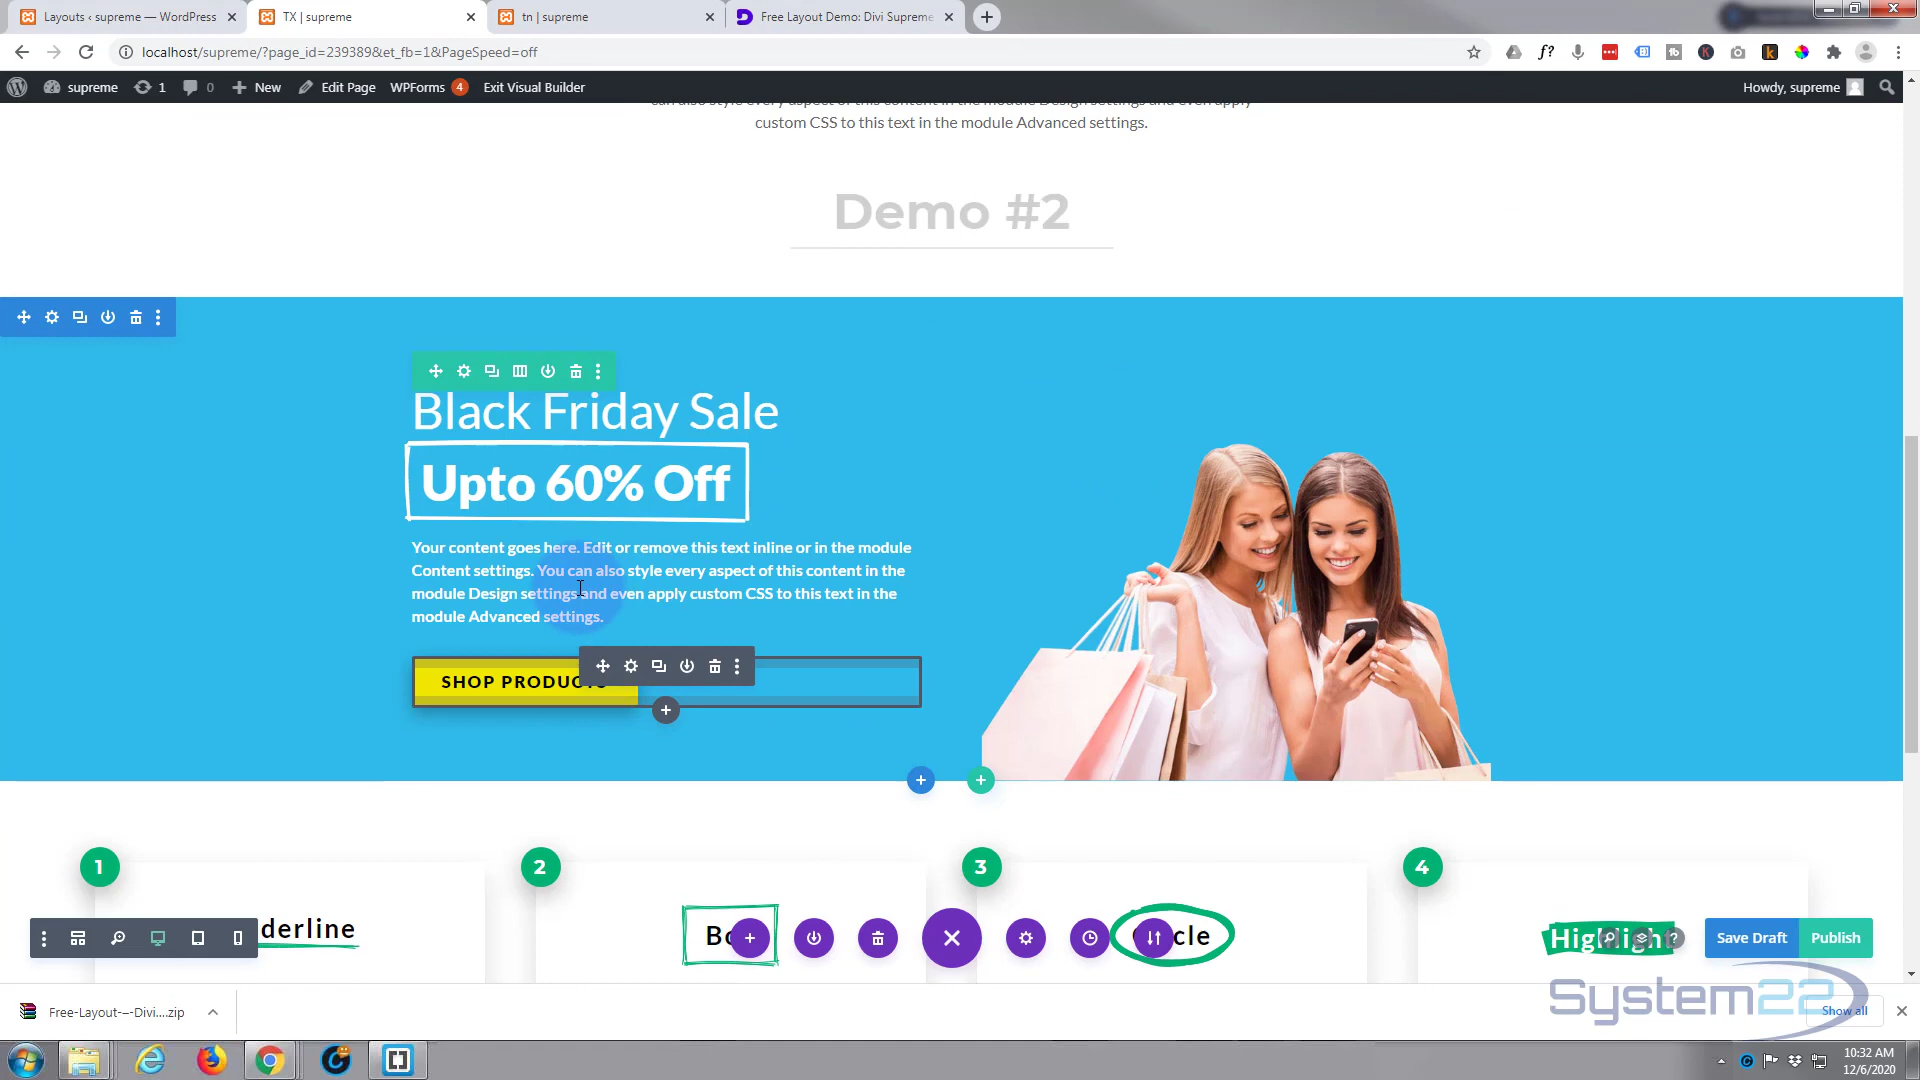 Layouts ‹ supreme — WordPress
TX | supreme
tn | supreme
Free Layout Demo: Divi Supreme
localhost/supreme/?page_id=239389&et_fb=1&PageSpeed=off
supreme
1
0
New
Edit Page
WPForms 4
Exit Visual Builder
Howdy, supreme
can also style every aspect of this content in the module Design settings and even apply
custom CSS to this text in the module Advanced settings.
Demo #2
Black Friday Sale
Upto 60% Off
Your content goes here. Edit or remove this text inline or in the module
Content settings. You can also style every aspect of this content in the
module Design settings and even apply custom CSS to this text in the
module Advanced settings.
SHOP PRODUCTS
1
2
3
4
derline
Bo
cle
Highlight
Save Draft
Publish
Free-Layout-–-Divi....zip
System22
Show all
10:32 AM
12/6/2020